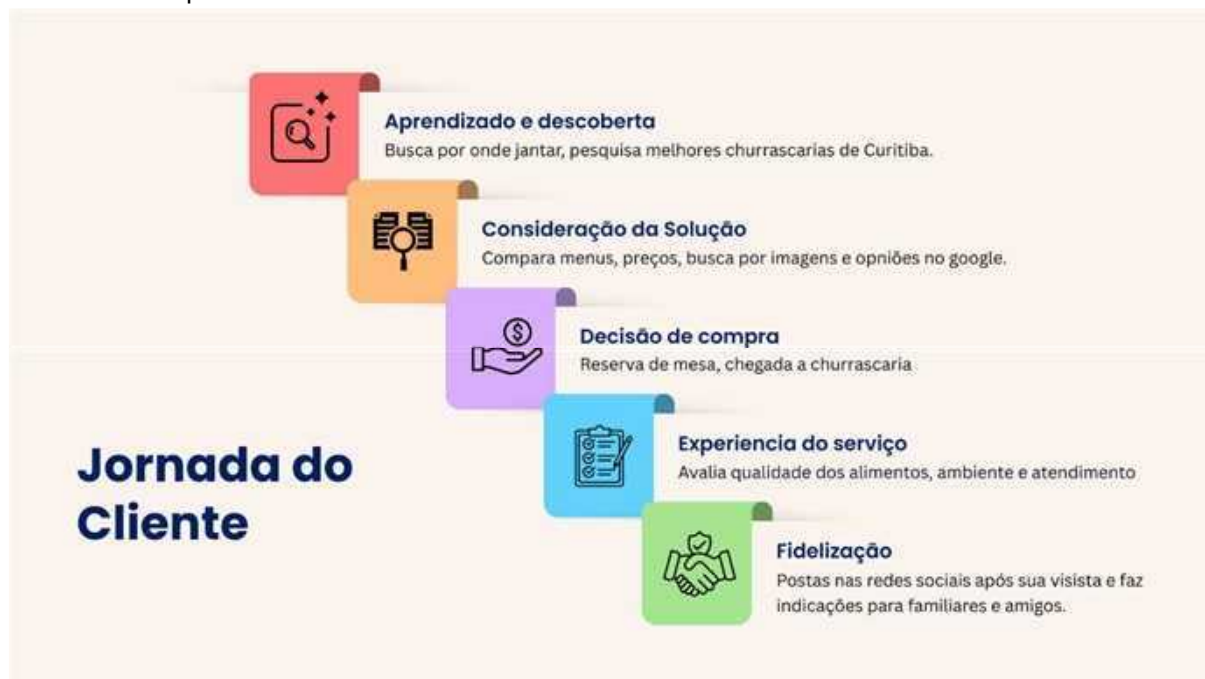 Aprendizado e descoberta
Busca por onde jantar, pesquisa melhores churrascarias de Curitiba.
Consideração da Solução
Compara menus, preços, busca por imagens e opniões no google.
Decisão de compra
Reserva de mesa, chegada a churrascaria
Experiencia do serviço
Avalia qualidade dos alimentos, ambiente e atendimento
Jornada do
Cliente
Fidelização
Postas nas redes sociais após sua visista e faz
indicações para familiares e amigos.